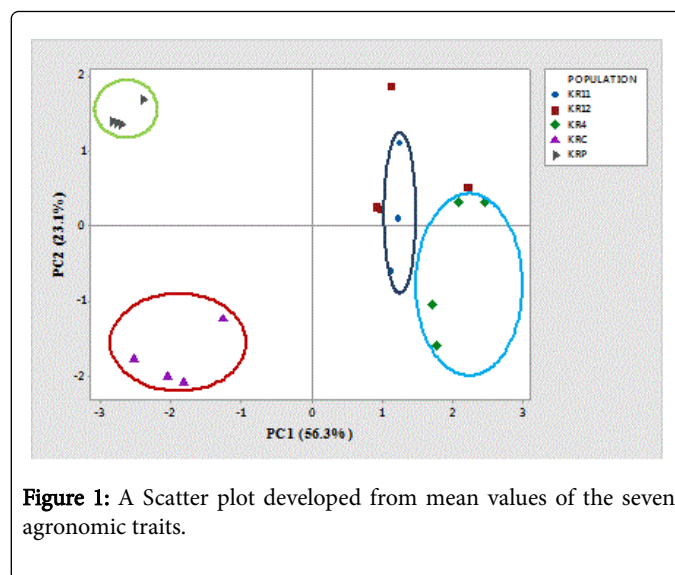 POPULATION
KR11
KR12
KR4
KRC
KRP
2
1
0
-1
-2
PC2 (23.1%)
-3
-2
-1
0
1
2
3
PC1 (56.3%)
Figure 1: A Scatter plot developed from mean values of the seven
agronomic traits.